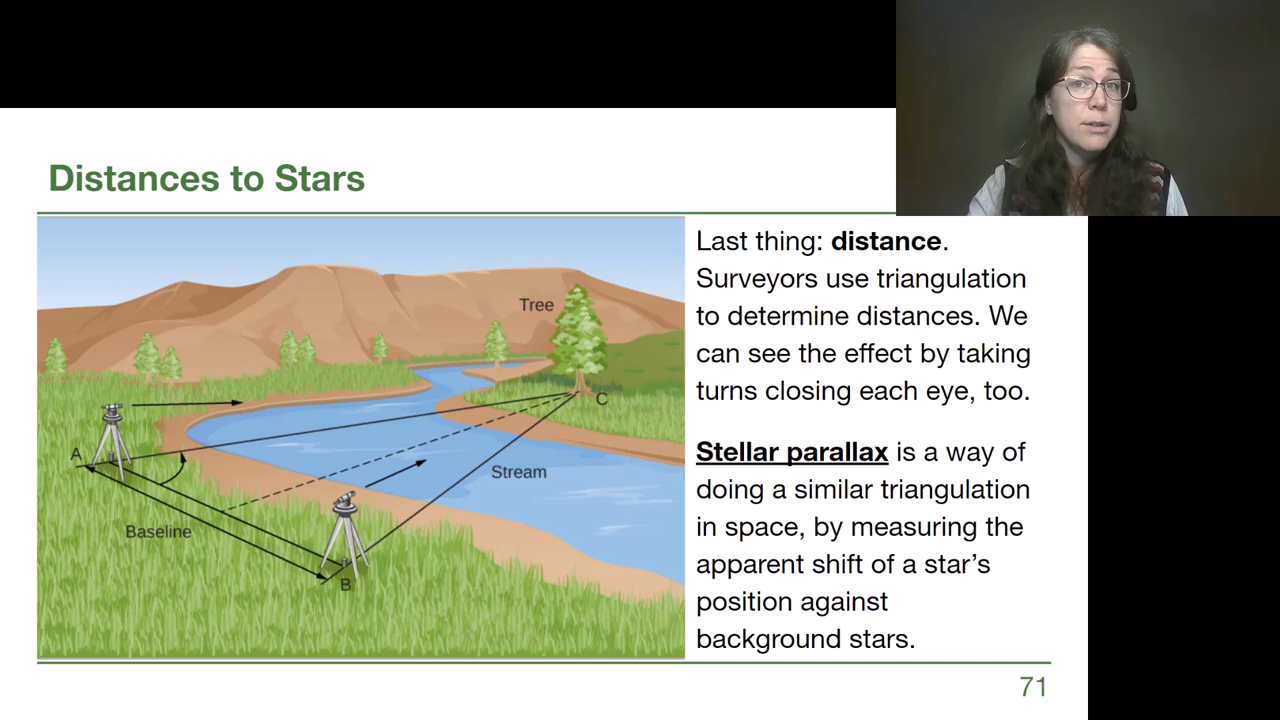 Distances to Stars
Tree
C
A
Stream
Baseline
B
Last thing: distance.
Surveyors use triangulation
to determine distances. We
can see the effect by taking
turns closing each eye, too.
Stellar parallax is a way of
doing a similar triangulation
in space, by measuring the
apparent shift of a star’s
position against
background stars.
71